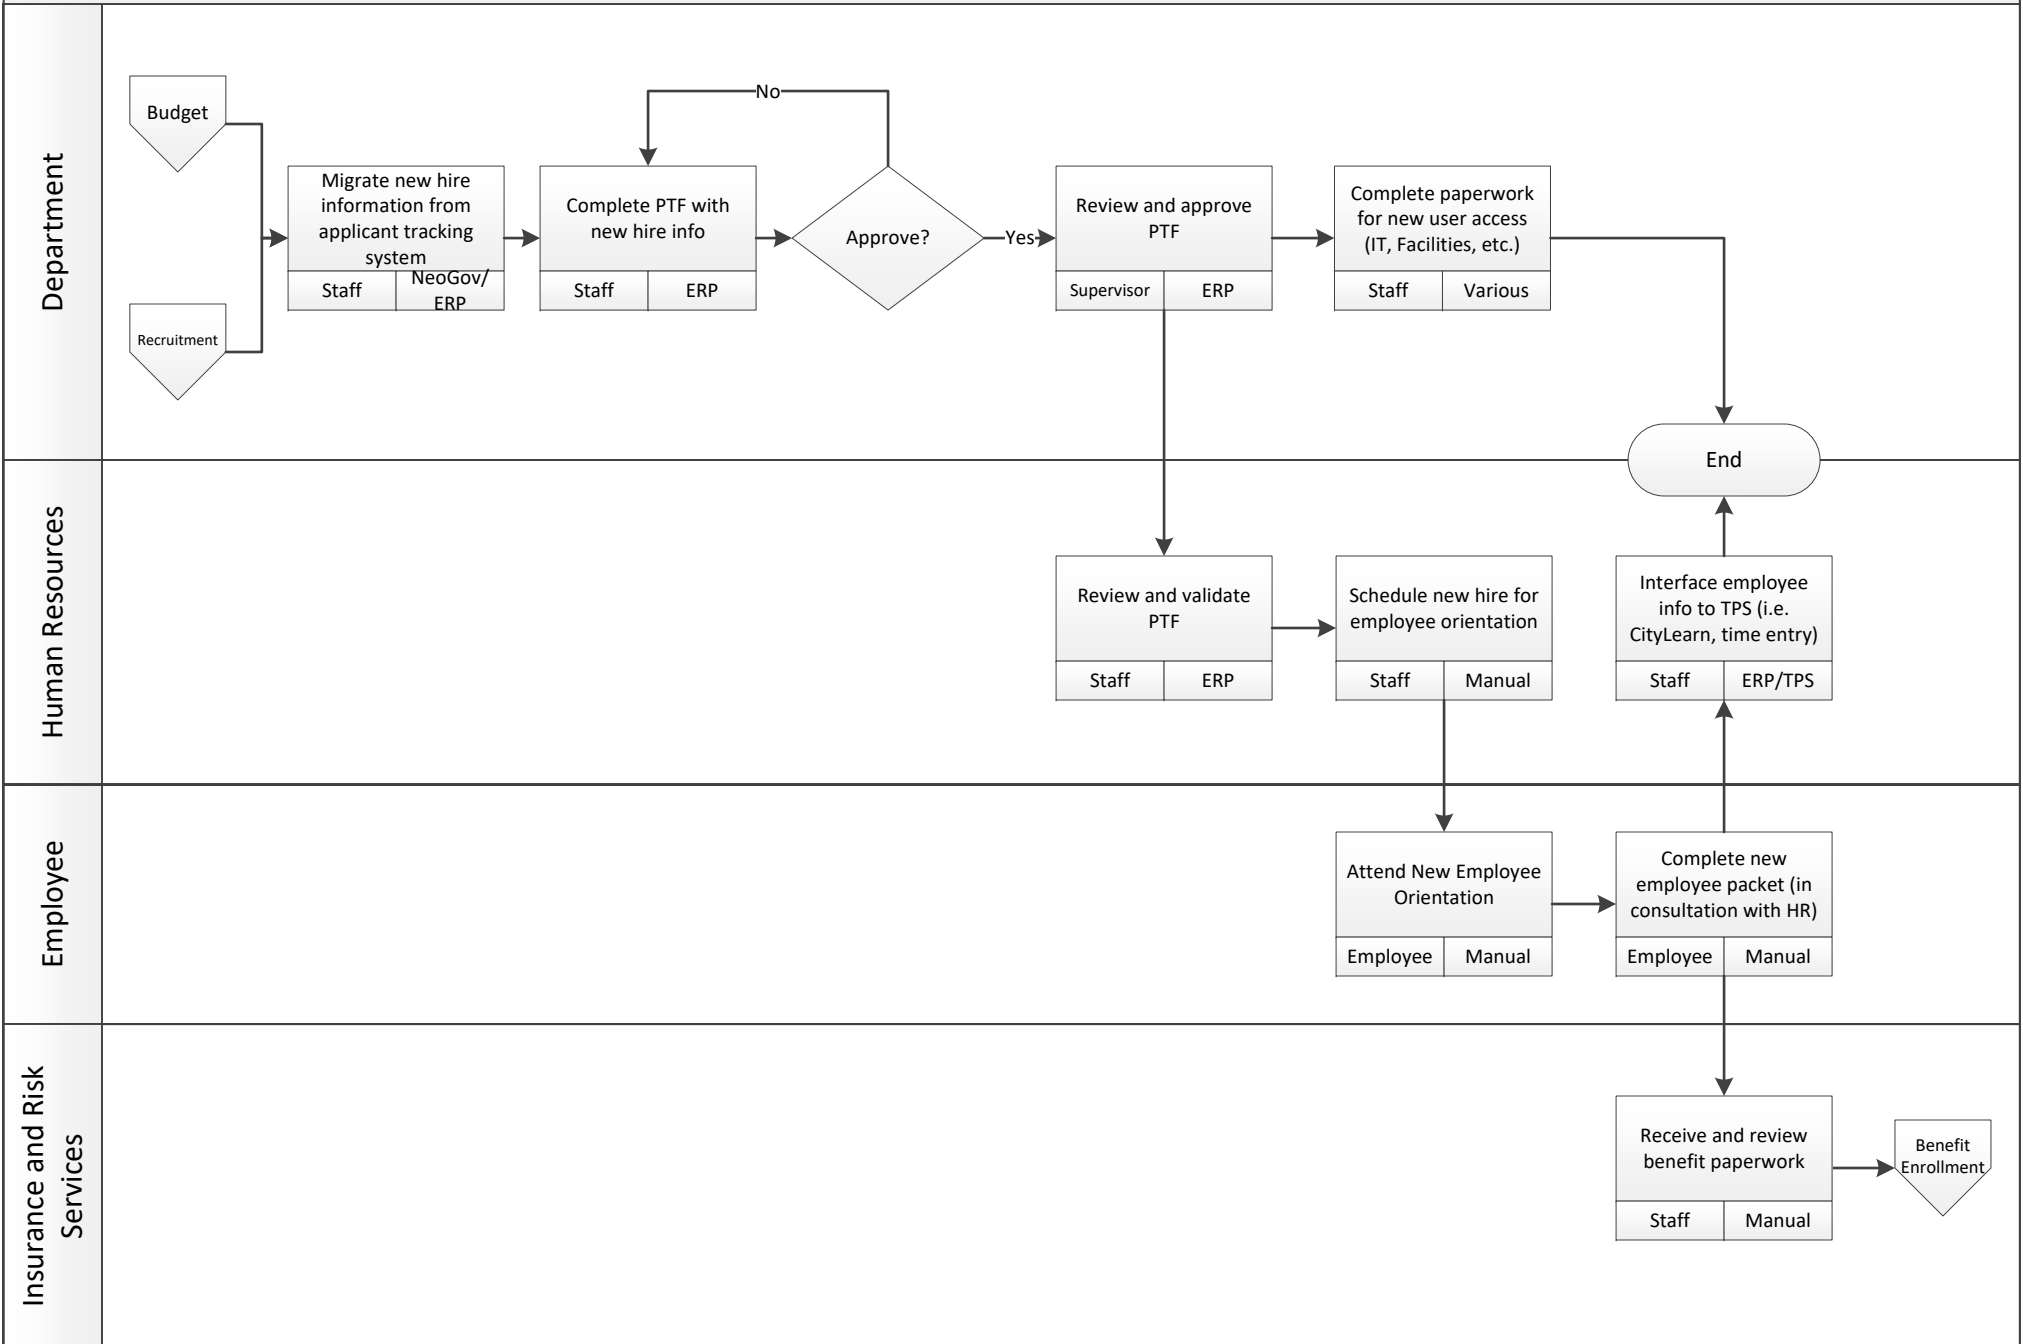 Department
Budget
Recruitment
Migrate new hire
information from
applicant tracking
system
Staff
NeoGov/
ERP
Complete PTF with
new hire info
Staff
ERP
No
Approve?
Yes
Review and approve
PTF
Supervisor
ERP
Complete paperwork
for new user access
(IT, Facilities, etc.)
Staff
Various
End
Human Resources
Review and validate
PTF
Staff
ERP
Schedule new hire for
employee orientation
Staff
Manual
Interface employee
info to TPS (i.e.
CityLearn, time entry)
Staff
ERP/TPS
Employee
Attend New Employee
Orientation
Employee
Manual
Complete new
employee packet (in
consultation with HR)
Employee
Manual
Insurance and Risk
Services
Receive and review
benefit paperwork
Staff
Manual
Benefit
Enrollment